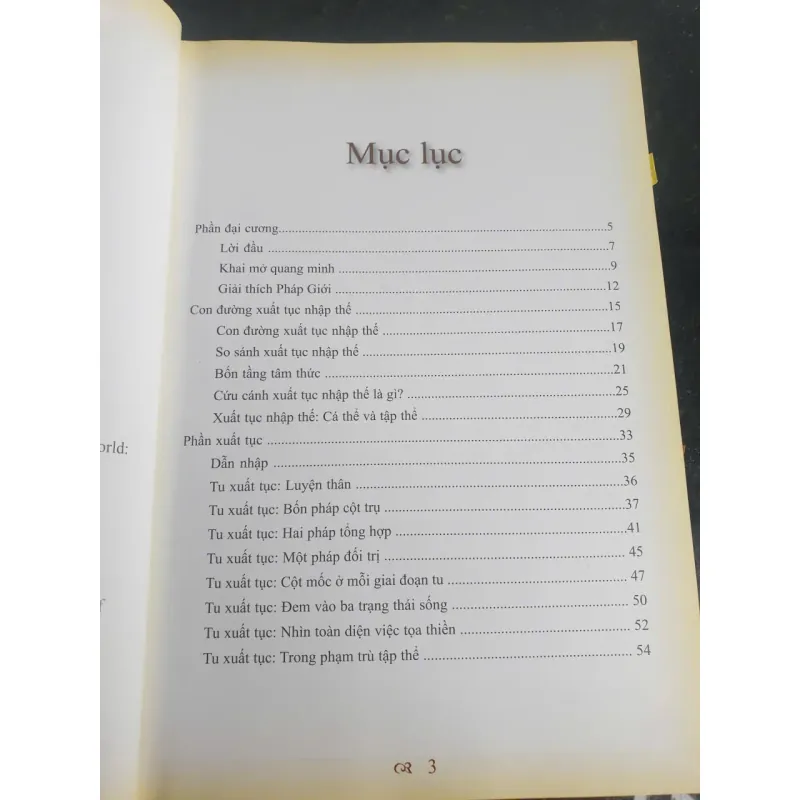 Mục lục
Phần đại cương....................5
Lời đầu ....................7
Khai mở quang minh ....................9
Giải thích Pháp Giới ....................12
Con đường xuất tục nhập thế ....................15
Con đường xuất tục nhập thế ....................17
So sánh xuất tục nhập thế ....................19
Bốn tầng tâm thức ....................21
Cứu cánh xuất tục nhập thế là gì? ....................25
Xuất tục nhập thế: Cá thể và tập thể ....................29
Phần xuất tục ....................33
Dẫn nhập ....................35
Tu xuất tục: Luyện thân ....................36
Tu xuất tục: Bốn pháp cột trụ ....................37
Tu xuất tục: Hai pháp tổng hợp ....................41
Tu xuất tục: Một pháp đối trị .................... 45
Tu xuất tục: Cột mốc ở mỗi giai đoạn tu .................... 47
Tu xuất tục: Đem vào ba trạng thái sống .................... 50
Tu xuất tục: Nhìn toàn diện việc tọa thiền .................... 52
Tu xuất tục: Trong phạm trù tập thể .................... 54
3